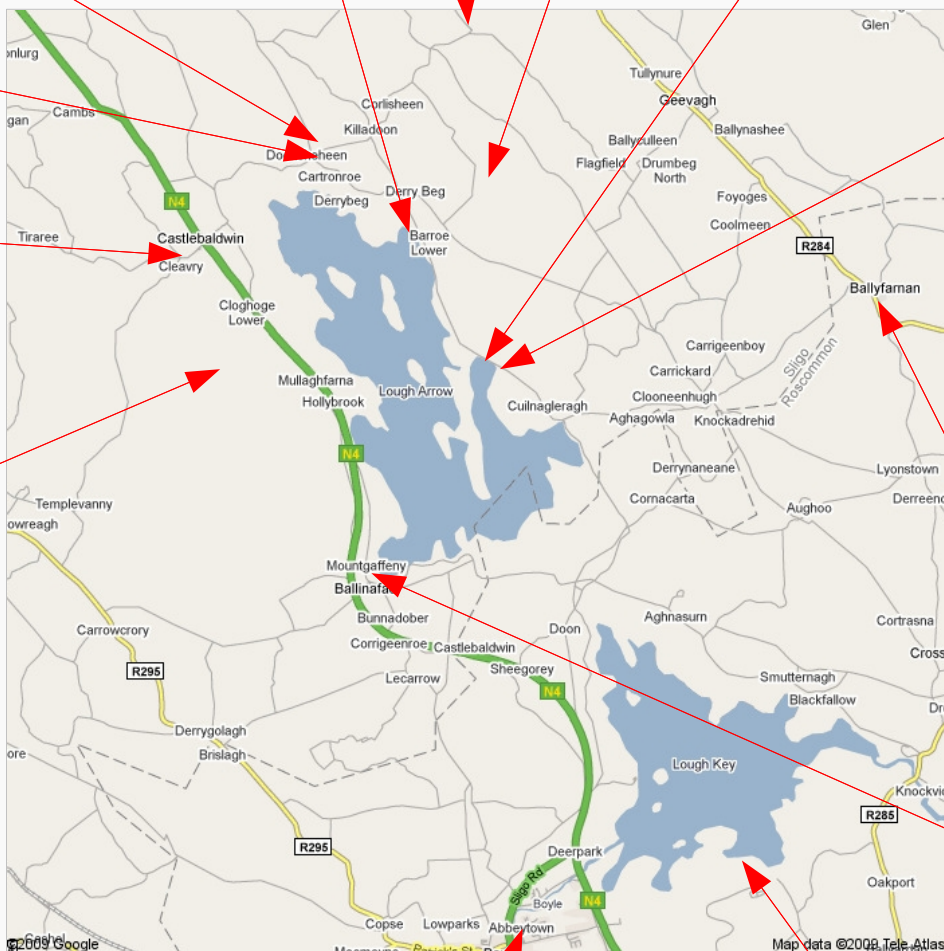 Glen
onlurg
Tullynure
Geevagh
Corlisheen
Cambs
gan
Killadoon
Ballynashee
Ballyculleen
Flagfield
Drumbeg
North
Cartronroe
Derry Beg
Derrybeg
Foyoges
N4
Coolmeen
Tiraree
Castlebaldwin
Barroe
Lower
R284
Cleavry
Ballyfarnan
Cloghoge
Lower
Carrigeenboy
Sligo
Roscommon
Carrickard
Mullaghfarna
Lough Arrow
Clooneenhugh
Hollybrook
Cuilnagleragh
Aghagowla
Knockadrehid
N4
Derrynaneane
Lyonstown
Templevanny
Cornacarta
Derreeno
Aughoo
owreagh
Mountgaffeny
Ballinafa
Bunnadober
Aghnasurn
Doon
Cortrasna
Carrowcrory
Corrigeenroe
Castlebaldwin
Cross
R295
Lecarrow
Sheegorey
Smutternagh
N4
Blackfallow
Derrygolagh
Brislagh
ore
Lough Key
Knockvic
R285
R295
Deerpark
Sligo Rd
Oakport
N4
Boyle
Copse
Lowparks
Abbeytown
©2009 Google
Map data ©2009 Tele Atlas